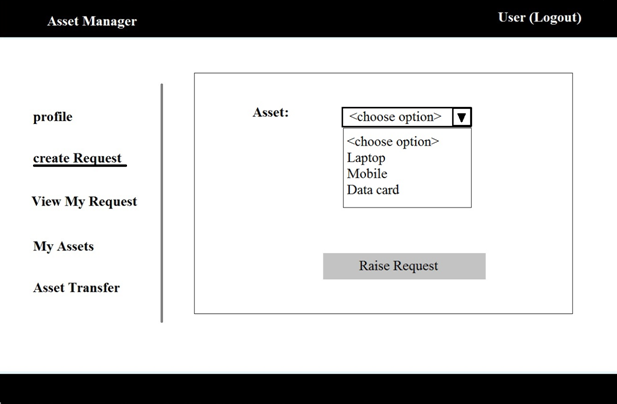 Asset Manager
User (Logout)
profile
create Request
View My Request
My Assets
Asset Transfer
Asset:
<choose option>
<choose option>
Laptop
Mobile
Data card
Raise Request